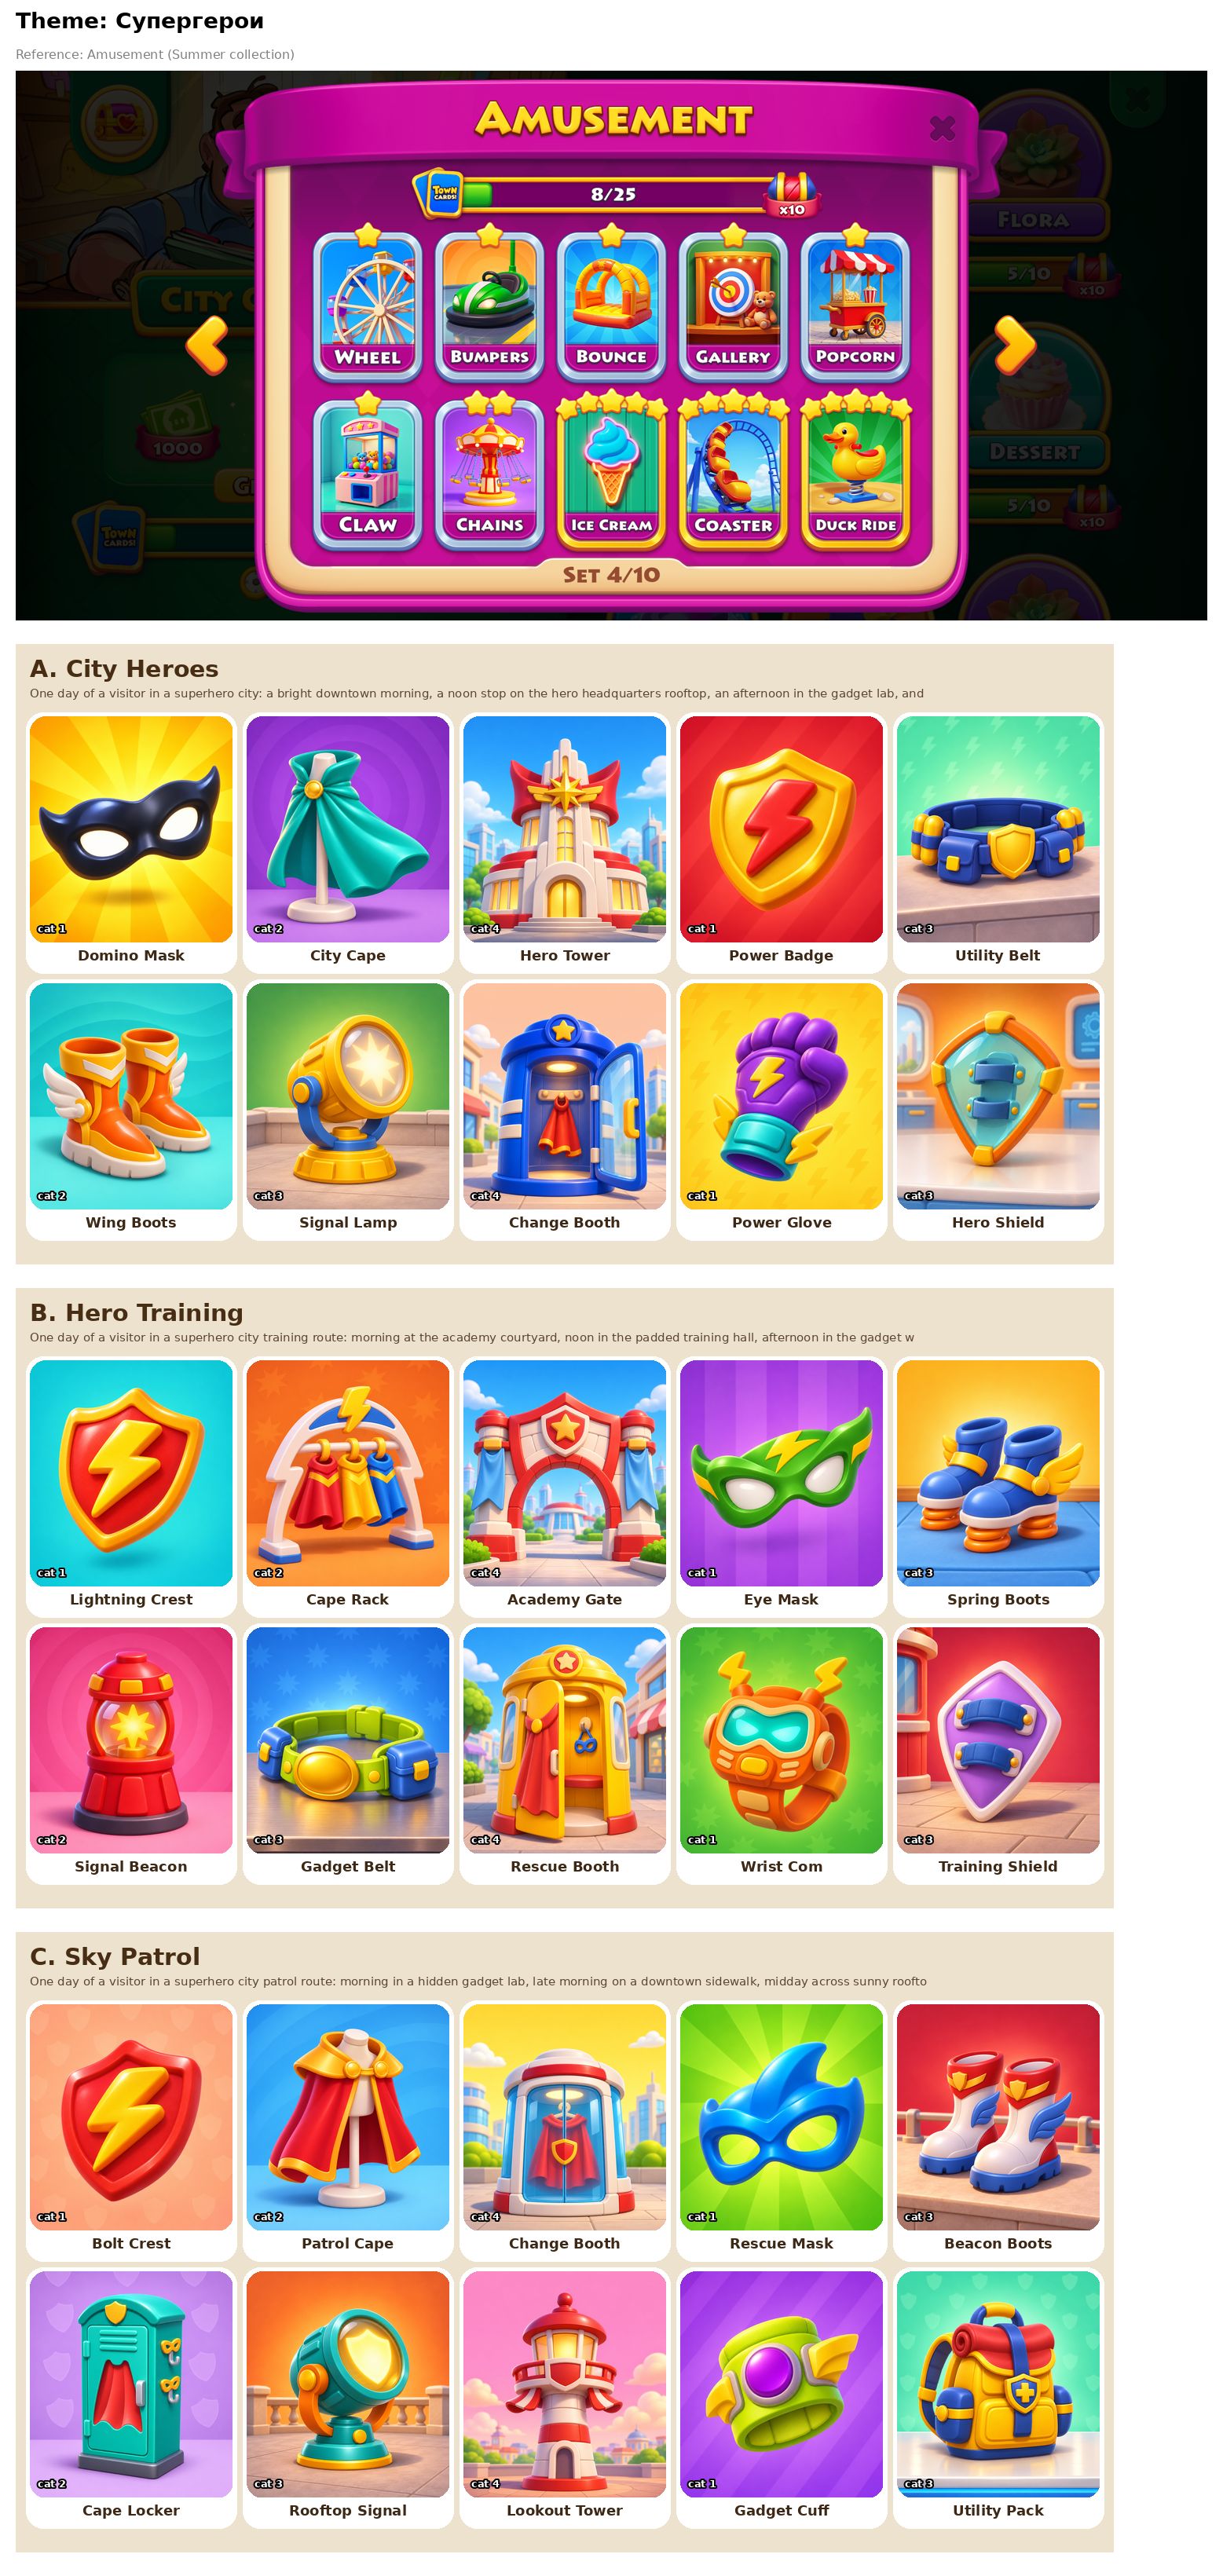 Theme: Супергерои
Reference: Amusement (Summer collection)
AMUSEMENT
TOWN CARDS!
8/25
x10
WHEEL
BUMPERS
BOUNCE
GALLERY
POPCORN
CLAW
CHAINS
ICE CREAM
COASTER
DUCK RIDE
SET 4/10
CITY
1000
TOWN CARDS!
FLORA
5/10
x10
DESSERT
5/10
x10
A. City Heroes
One day of a visitor in a superhero city: a bright downtown morning, a noon stop on the hero headquarters rooftop, an afternoon in the gadget lab, and
cat 1
cat 2
cat 4
cat 1
cat 3
Domino Mask
City Cape
Hero Tower
Power Badge
Utility Belt
cat 2
cat 3
cat 4
cat 1
cat 3
Wing Boots
Signal Lamp
Change Booth
Power Glove
Hero Shield
B. Hero Training
One day of a visitor in a superhero city training route: morning at the academy courtyard, noon in the padded training hall, afternoon in the gadget w
cat 1
cat 2
cat 4
cat 1
cat 3
Lightning Crest
Cape Rack
Academy Gate
Eye Mask
Spring Boots
cat 2
cat 3
cat 4
cat 1
cat 3
Signal Beacon
Gadget Belt
Rescue Booth
Wrist Com
Training Shield
C. Sky Patrol
One day of a visitor in a superhero city patrol route: morning in a hidden gadget lab, late morning on a downtown sidewalk, midday across sunny roofto
cat 1
cat 2
cat 4
cat 1
cat 3
Bolt Crest
Patrol Cape
Change Booth
Rescue Mask
Beacon Boots
cat 2
cat 3
cat 4
cat 1
cat 3
Cape Locker
Rooftop Signal
Lookout Tower
Gadget Cuff
Utility Pack